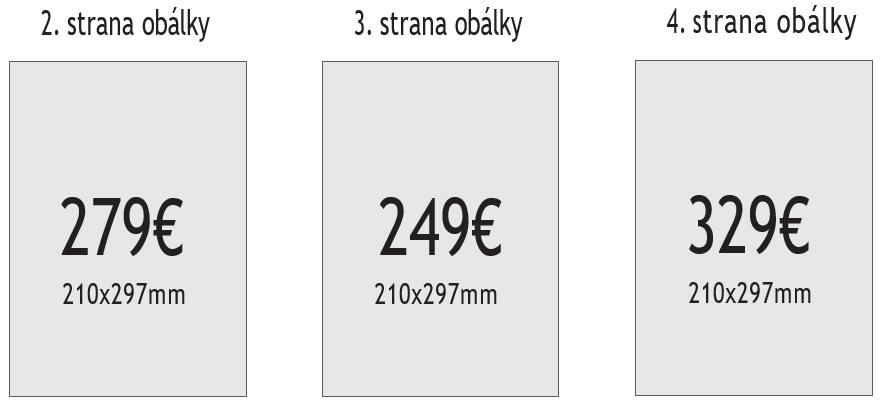 2. strana obálky
279€
210x297mm
3. strana obálky
249€
210x297mm
4. strana obálky
329€
210x297mm